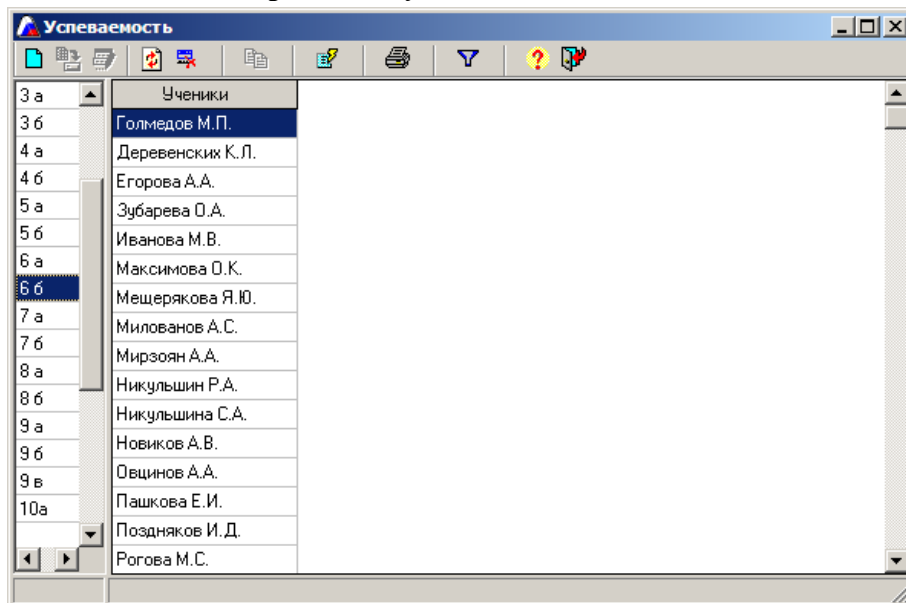 Успеваемость
3 а
3 б
4 а
4 б
5 а
5 б
6 а
6 б
7 а
7 б
8 а
8 б
9 а
9 б
9 в
10а
Ученики
Голмедов М.П.
Деревенских К.Л.
Егорова А.А.
Зубарева О.А.
Иванова М.В.
Максимова О.К.
Мещерякова Я.Ю.
Милованов А.С.
Мирзоян А.А.
Никульшин Р.А.
Никульшина С.А.
Новиков А.В.
Овцинов А.А.
Пашкова Е.И.
Поздняков И.Д.
Рогова М.С.